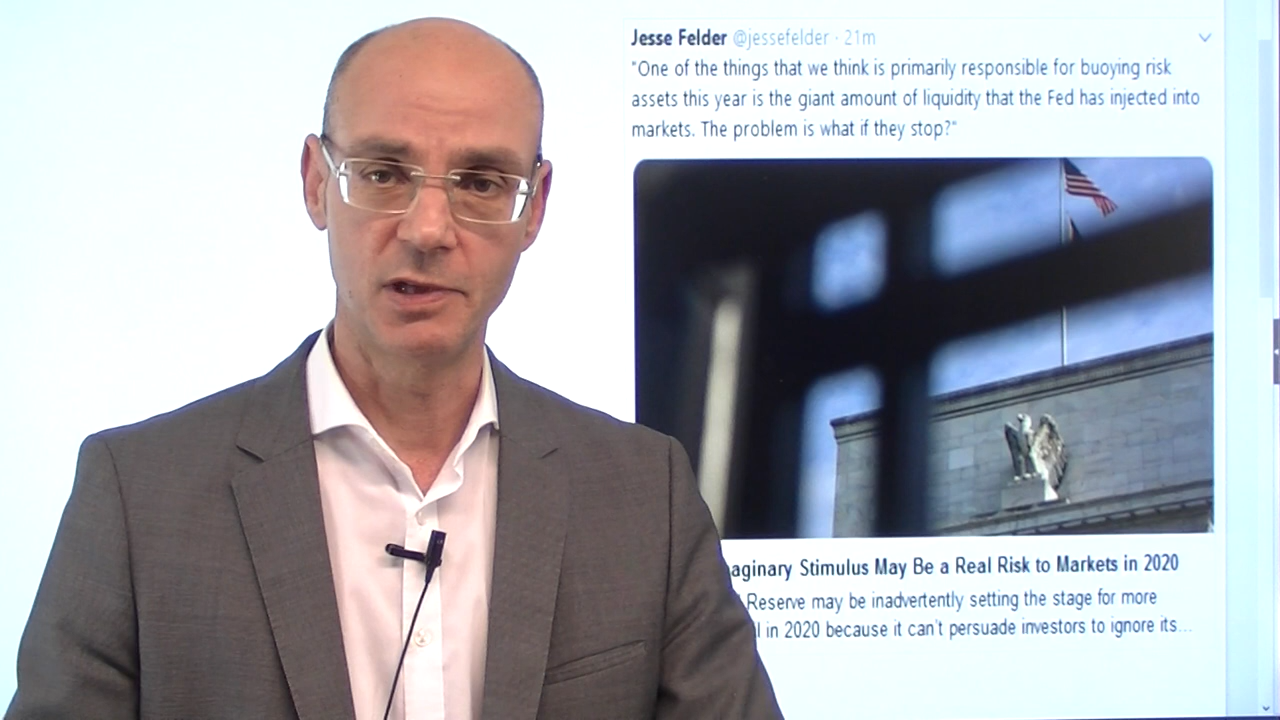 Jesse Felder @jessefelder · 21m
"One of the things that we think is primarily responsible for buoying risk
assets this year is the giant amount of liquidity that the Fed has injected into
markets. The problem is what if they stop?"
aginary Stimulus May Be a Real Risk to Markets in 2020
Reserve may be inadvertently setting the stage for more
in 2020 because it can't persuade investors to ignore its...